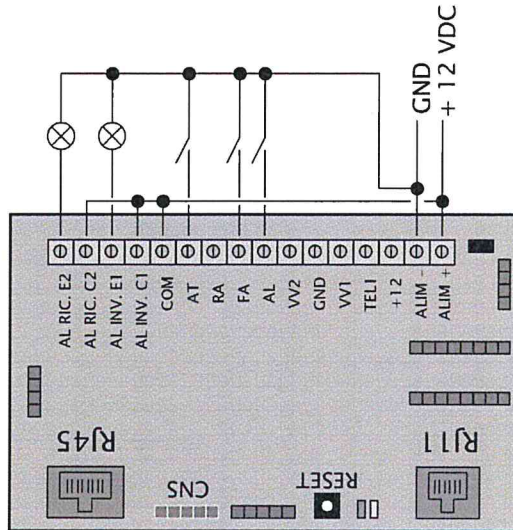 GND
+ 12 VDC
AL RIC. E2
AL RIC. C2
AL INV. E1
AL INV. C1
COM
AT
RA
FA
AL
VV2
GND
VV1
TEL1
+12
ALIM -
ALIM +
RJ45
CNS
RESET
RJ11